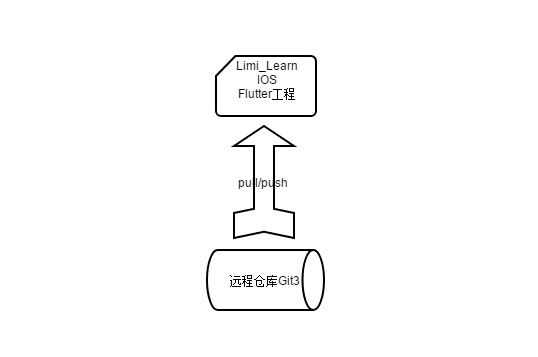 Limi_Learn
IOS
Flutter工程
pull/push
远程仓库Git3